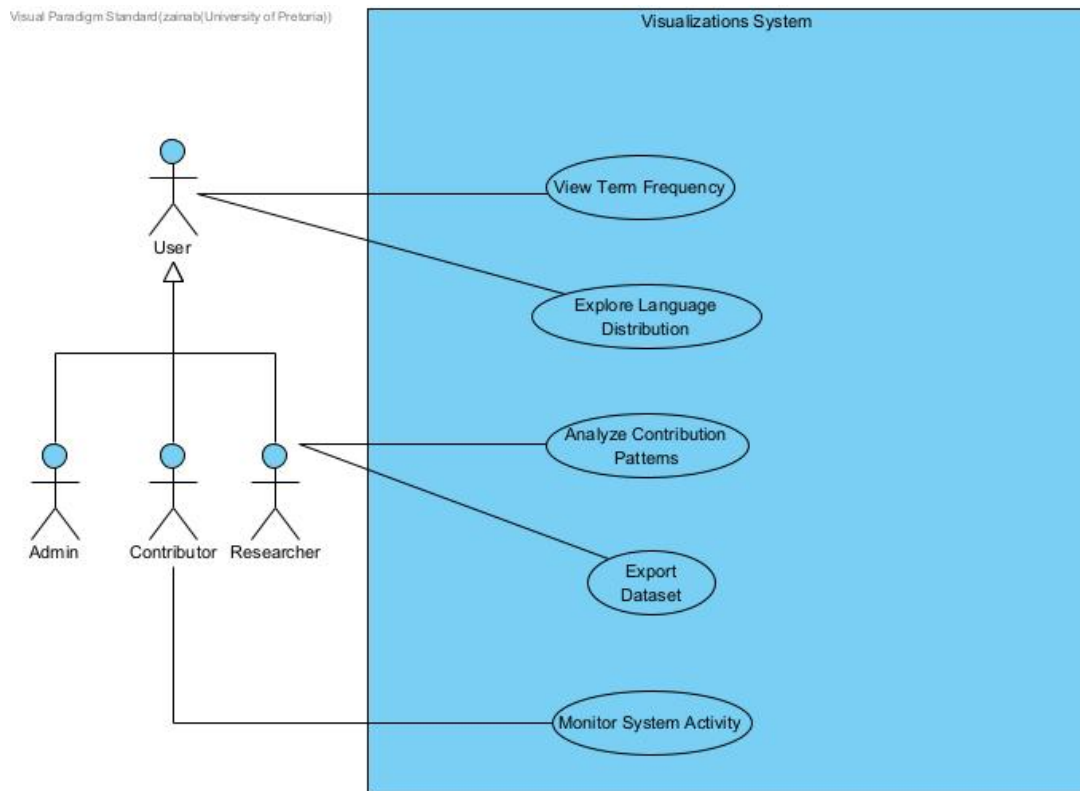 Visual Paradigm Standard(zainab(University of Pretoria))
Visualizations System
View Term Frequency
User
Explore Language
Distribution
Analyze Contribution
Patterns
Admin
Contributor
Researcher
Export
Dataset
Monitor System Activity